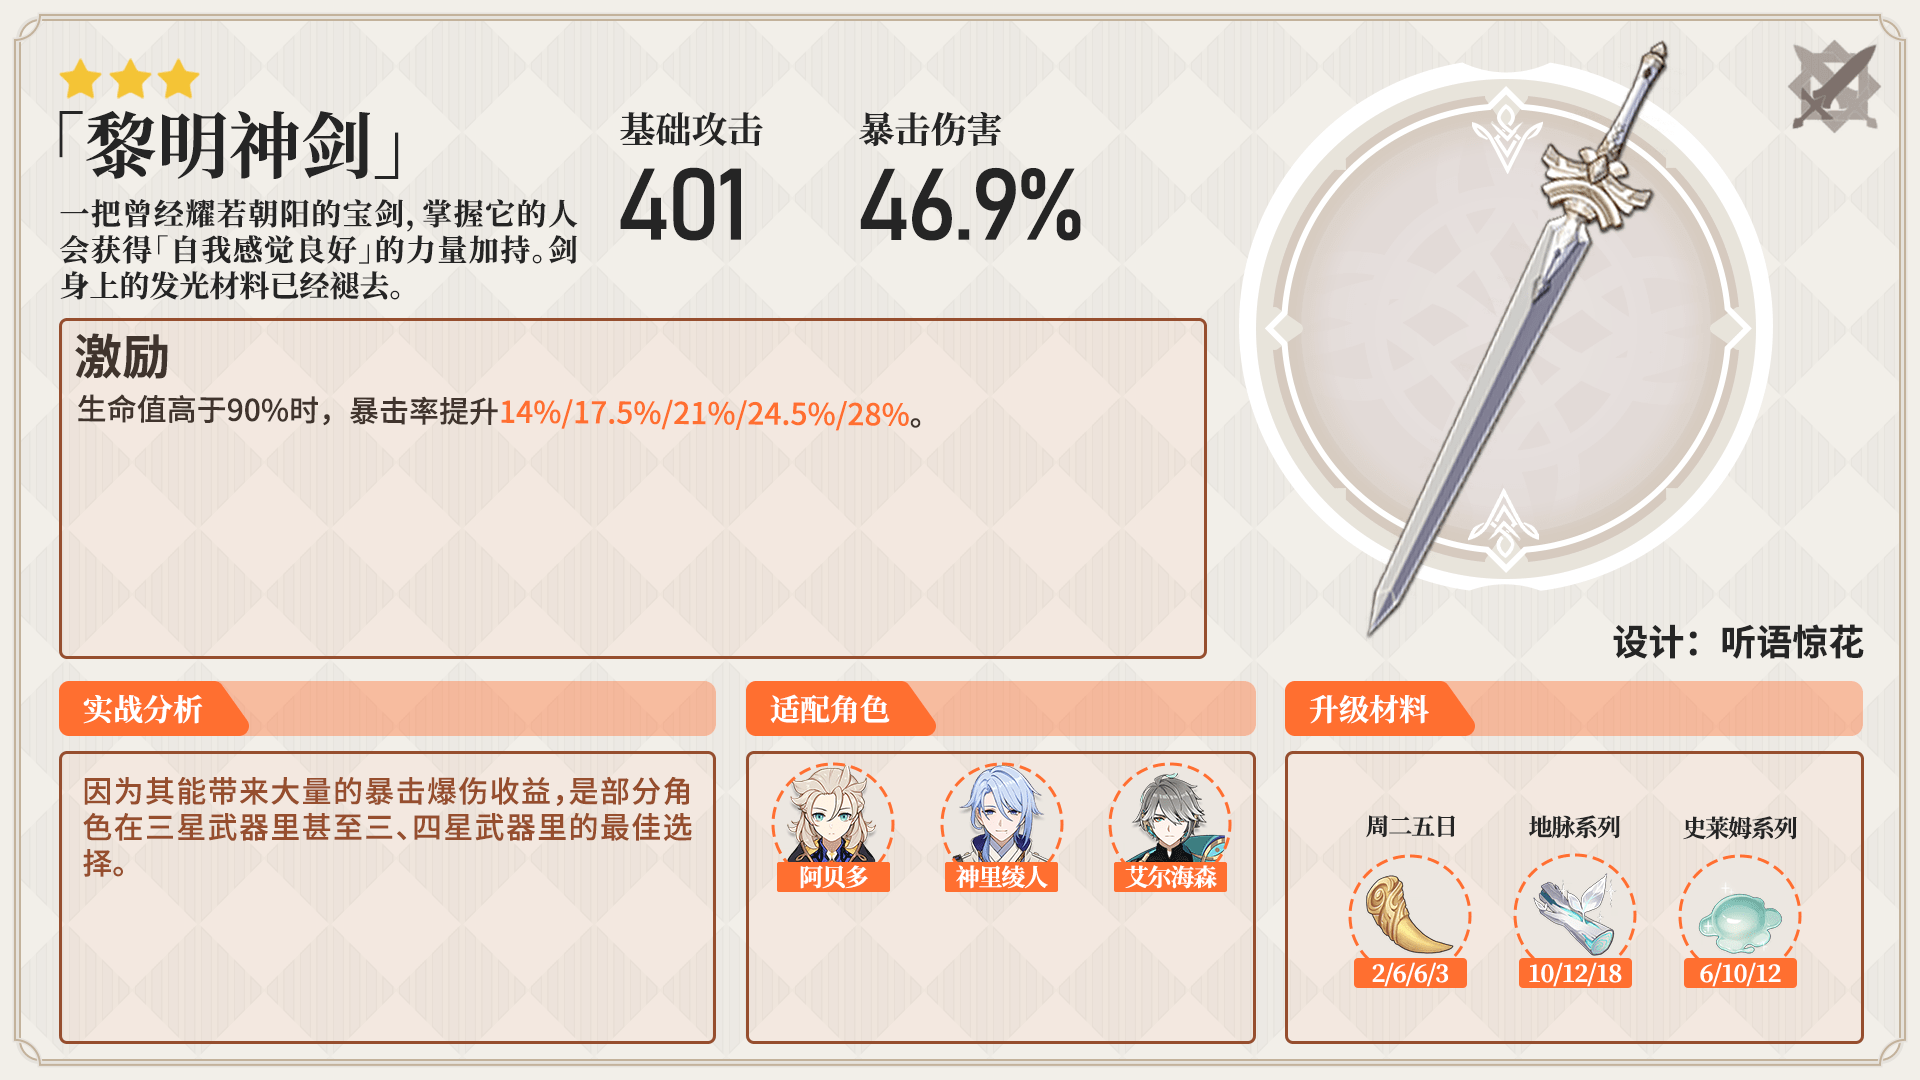 「黎明神剑」
一把曾经耀若朝阳的宝剑，掌握它的人
会获得「自我感觉良好」的力量加持。剑
身上的发光材料已经褪去。
基础攻击
401
暴击伤害
46.9%
激励
生命值高于90%时，暴击率提升14%/17.5%/21%/24.5%/28%。
设计：听语惊花
实战分析
因为其能带来大量的暴击爆伤收益，是部分角
色在三星武器里甚至三、四星武器里的最佳选
择。
适配角色
阿贝多
神里绫人
艾尔海森
升级材料
周二五日
地脉系列
史莱姆系列
2/6/6/3
10/12/18
6/10/12